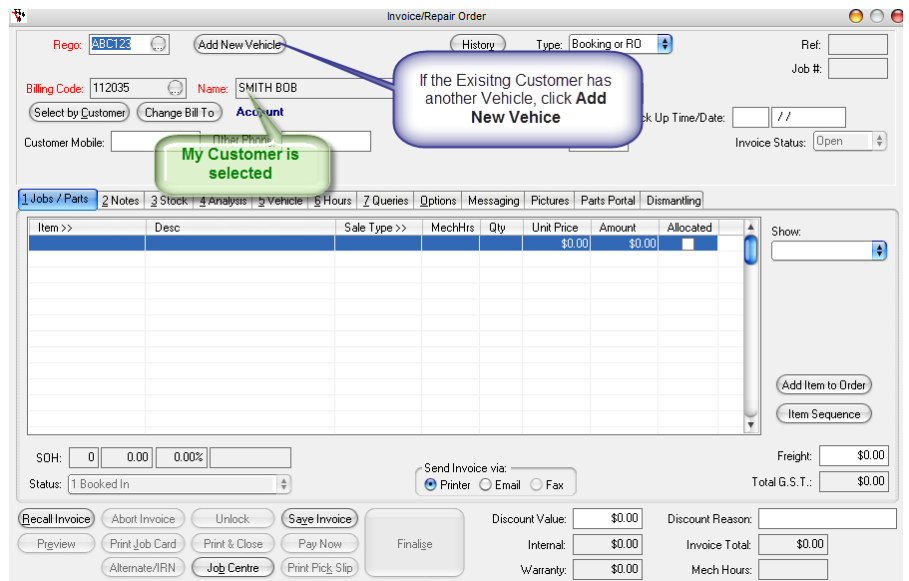 Invoice/Repair Order
Rego: ABC123 Add New Vehicle History Type: Booking or RO Ref:
Job #:
If the Exisitng Customer has
another Vehicle, click Add
New Vehice
Billing Code: 112035 Name: SMITH BOB
Select by Customer Change Bill To Account Up Time/Date: / /
Customer Mobile: Other Phone Invoice Status: Open
My Customer is
selected
1 Jobs / Parts 2 Notes 3 Stock 4 Analysis 5 Vehicle 6 Hours 7 Queries Options Messaging Pictures Parts Portal Dismantling
Item >> Desc Sale Type >> MechHrs Qty Unit Price Amount Allocated
$0.00 $0.00
Show:
Add Item to Order
Item Sequence
SOH: 0 0.00 0.00%
Freight: $0.00
Status: 1 Booked In
Send Invoice via:
Printer Email Fax
Total G.S.T.: $0.00
Recall Invoice Abort Invoice Unlock Save Invoice Discount Value: $0.00 Discount Reason:
Preview Print Job Card Print & Close Pay Now Finalise Internal: $0.00 Invoice Total: $0.00
Alternate/IRN Job Centre Print Pick Slip Warranty: $0.00 Mech Hours: